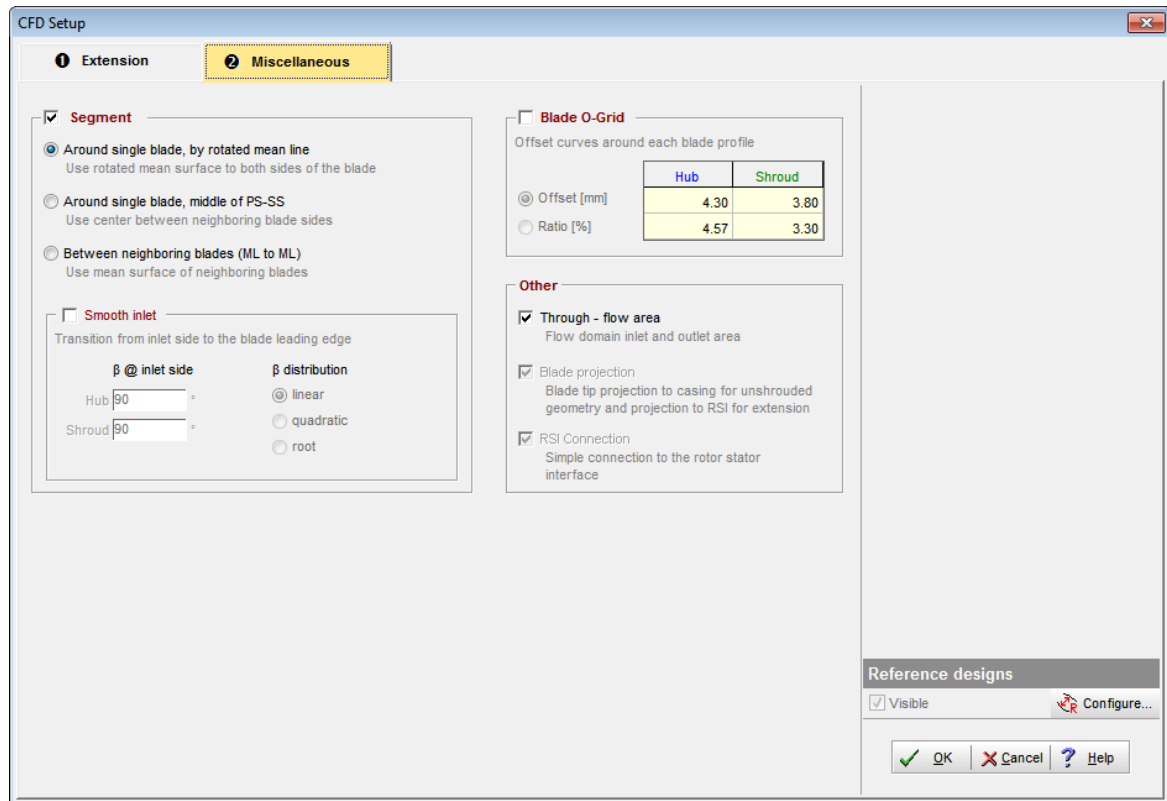 CFD Setup
❶ Extension
❷ Miscellaneous
Segment
Around single blade, by rotated mean line
Use rotated mean surface to both sides of the blade
Around single blade, middle of PS-SS
Use center between neighboring blade sides
Between neighboring blades (ML to ML)
Use mean surface of neighboring blades
Smooth inlet
Transition from inlet side to the blade leading edge
β @ inlet side
Hub 90 °
Shroud 90 °
β distribution
linear
quadratic
root
Blade O-Grid
Offset curves around each blade profile
Hub Shroud
Offset [mm] 4.30 3.80
Ratio [%] 4.57 3.30
Other
Through - flow area
Flow domain inlet and outlet area
Blade projection
Blade tip projection to casing for unshrouded
geometry and projection to RSI for extension
RSI Connection
Simple connection to the rotor stator
interface
Reference designs
Visible
R Configure...
OK Cancel ? Help